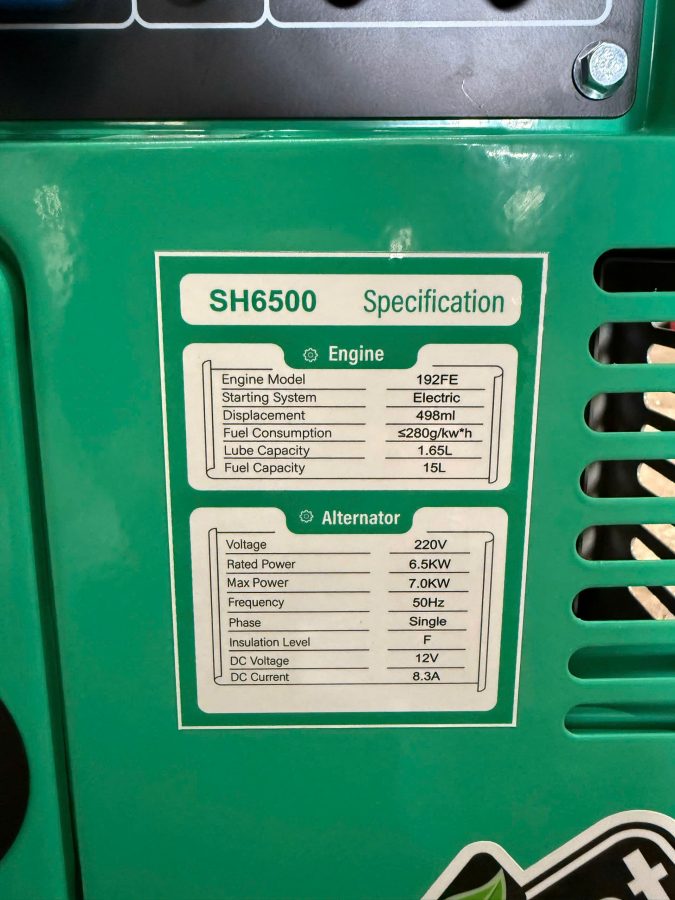 SH6500 Specification
Engine
Engine Model 192FE
Starting System Electric
Displacement 498ml
Fuel Consumption ≤280g/kw*h
Lube Capacity 1.65L
Fuel Capacity 15L
Alternator
Voltage 220V
Rated Power 6.5KW
Max Power 7.0KW
Frequency 50Hz
Phase Single
Insulation Level F
DC Voltage 12V
DC Current 8.3A